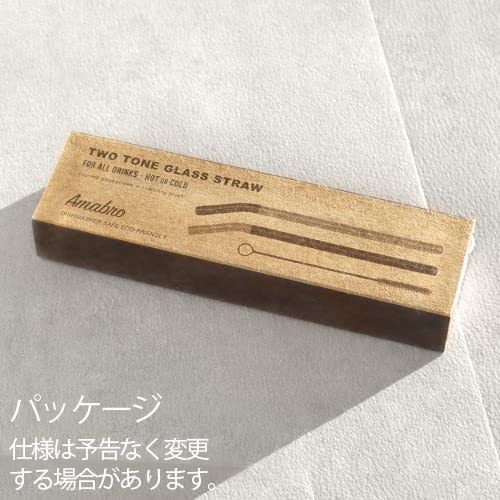 TWO TONE GLASS STRAW
FOR ALL DRINKS - HOT OR COLD
Amabro
DISHWASHER SAFE ECO-FRIENDLY
パッケージ
仕様は予告なく変更
する場合があります。